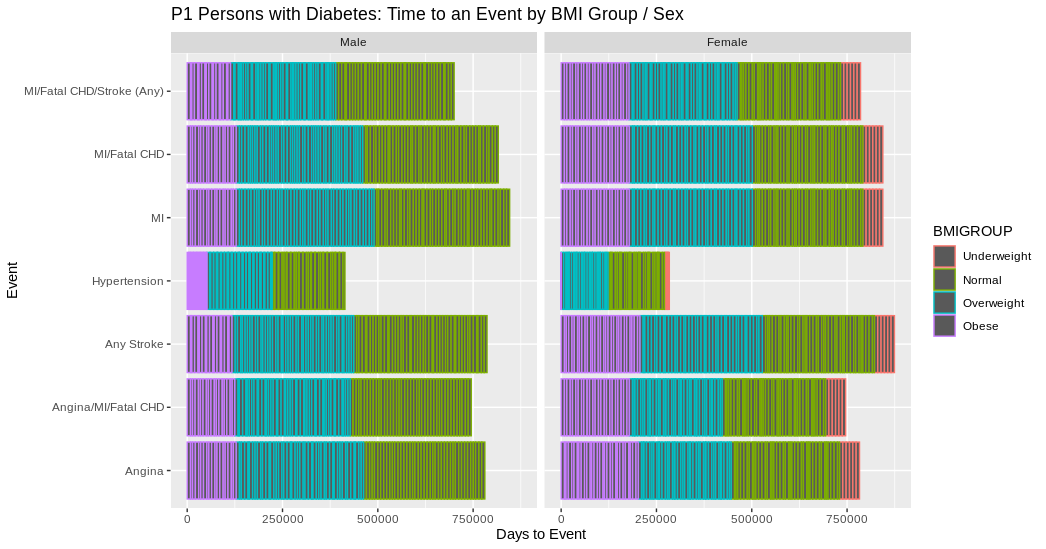 P1 Persons with Diabetes: Time to an Event by BMI Group / Sex
Male
Female
Event
MI/Fatal CHD/Stroke (Any)
MI/Fatal CHD
MI
Hypertension
Any Stroke
Angina/MI/Fatal CHD
Angina
0
250000
500000
750000
0
250000
500000
750000
Days to Event
BMIGROUP
Underweight
Normal
Overweight
Obese